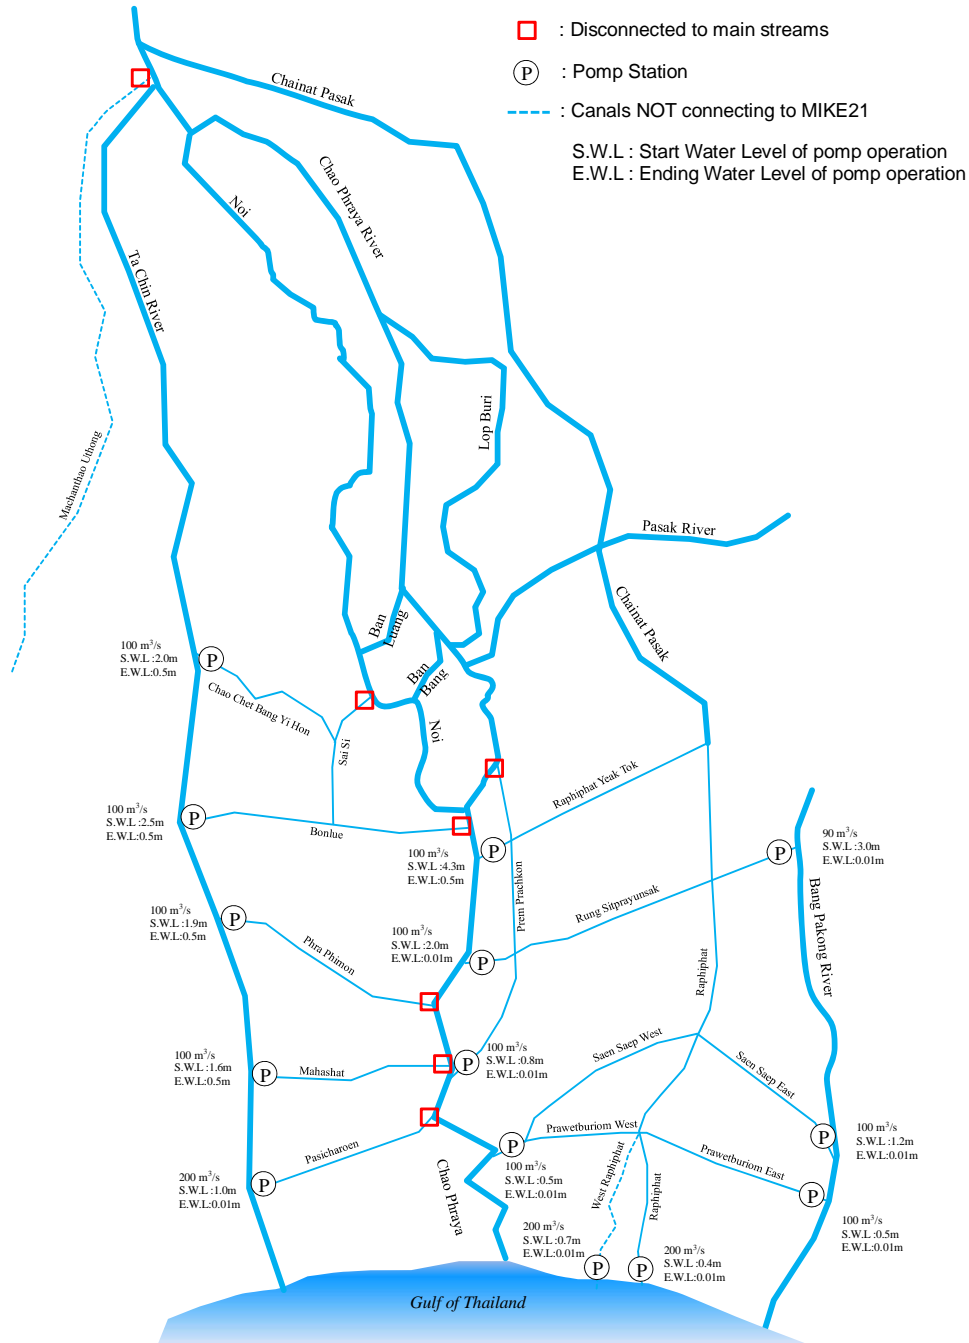 : Disconnected to main streams
P
: Pomp Station
: Canals NOT connecting to MIKE21
S.W.L : Start Water Level of pomp operation
E.W.L : Ending Water Level of pomp operation
Chainat Pasak
Chao Phraya River
Noi
Ta Chin River
Machanthao Uthong
Lop Buri
Pasak River
Chainat Pasak
Ban
Luang
Ban
Bang
Noi
100 m³/s
S.W.L :2.0m
E.W.L:0.5m
P
Chao Chet Bang Yi Hon
Sai Si
Raphiphat Yeak Tok
100 m³/s
S.W.L :2.5m
E.W.L:0.5m
P
Bonlue
100 m³/s
S.W.L :4.3m
E.W.L:0.5m
P
Prem Prachkon
P
90 m³/s
S.W.L :3.0m
E.W.L:0.01m
Rung Sitprayunsak
Bang Pakong River
100 m³/s
S.W.L :1.9m
E.W.L:0.5m
P
Phra Phimon
100 m³/s
S.W.L :2.0m
E.W.L:0.01m
P
Raphiphat
100 m³/s
S.W.L :1.6m
E.W.L:0.5m
P
Mahashat
P
100 m³/s
S.W.L :0.8m
E.W.L:0.01m
Saen Saep West
Saen Saep East
Pasicharoen
200 m³/s
S.W.L :1.0m
E.W.L:0.01m
P
Chao Phraya
P
100 m³/s
S.W.L :0.5m
E.W.L:0.01m
Prawetburiom West
Prawetburiom East
P
100 m³/s
S.W.L :1.2m
E.W.L:0.01m
P
100 m³/s
S.W.L :0.5m
E.W.L:0.01m
West Raphiphat
Raphiphat
200 m³/s
S.W.L :0.7m
E.W.L:0.01m
P
P
200 m³/s
S.W.L :0.4m
E.W.L:0.01m
Gulf of Thailand